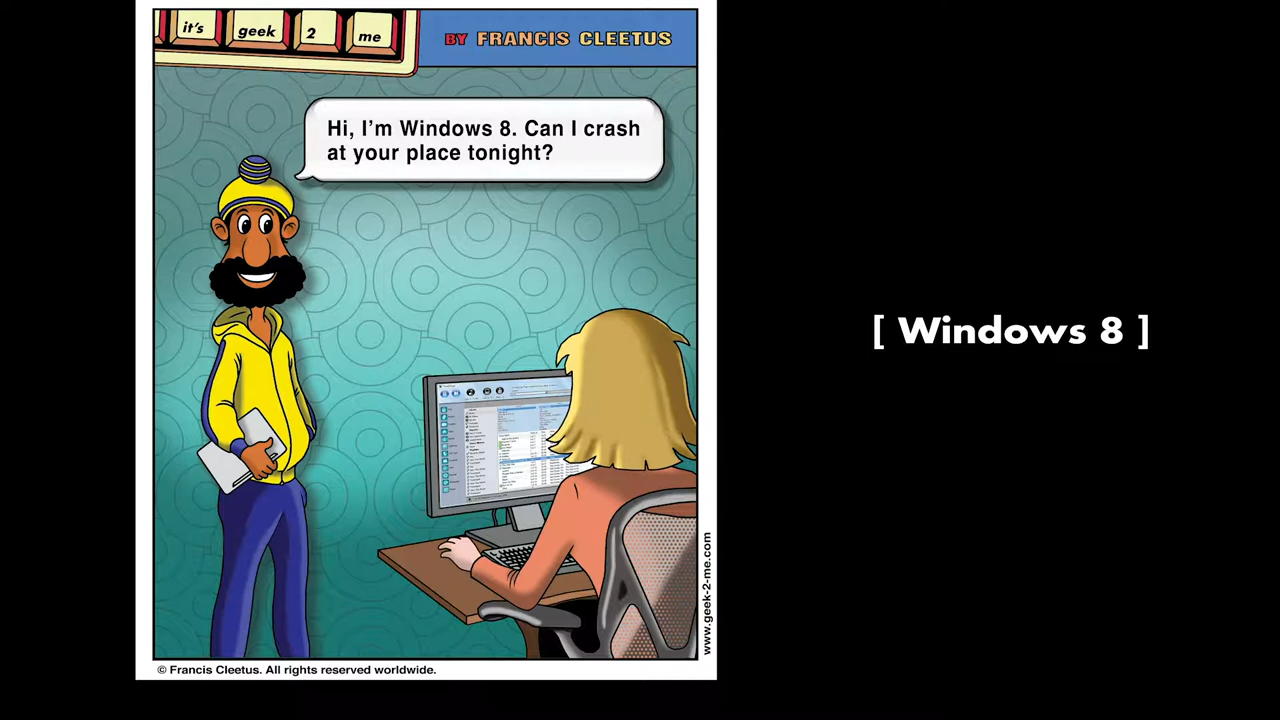 it's geek 2 me
BY FRANCIS CLEETUS
Hi, I'm Windows 8. Can I crash
at your place tonight?
[ Windows 8 ]
www.geek-2-me.com
© Francis Cleetus. All rights reserved worldwide.